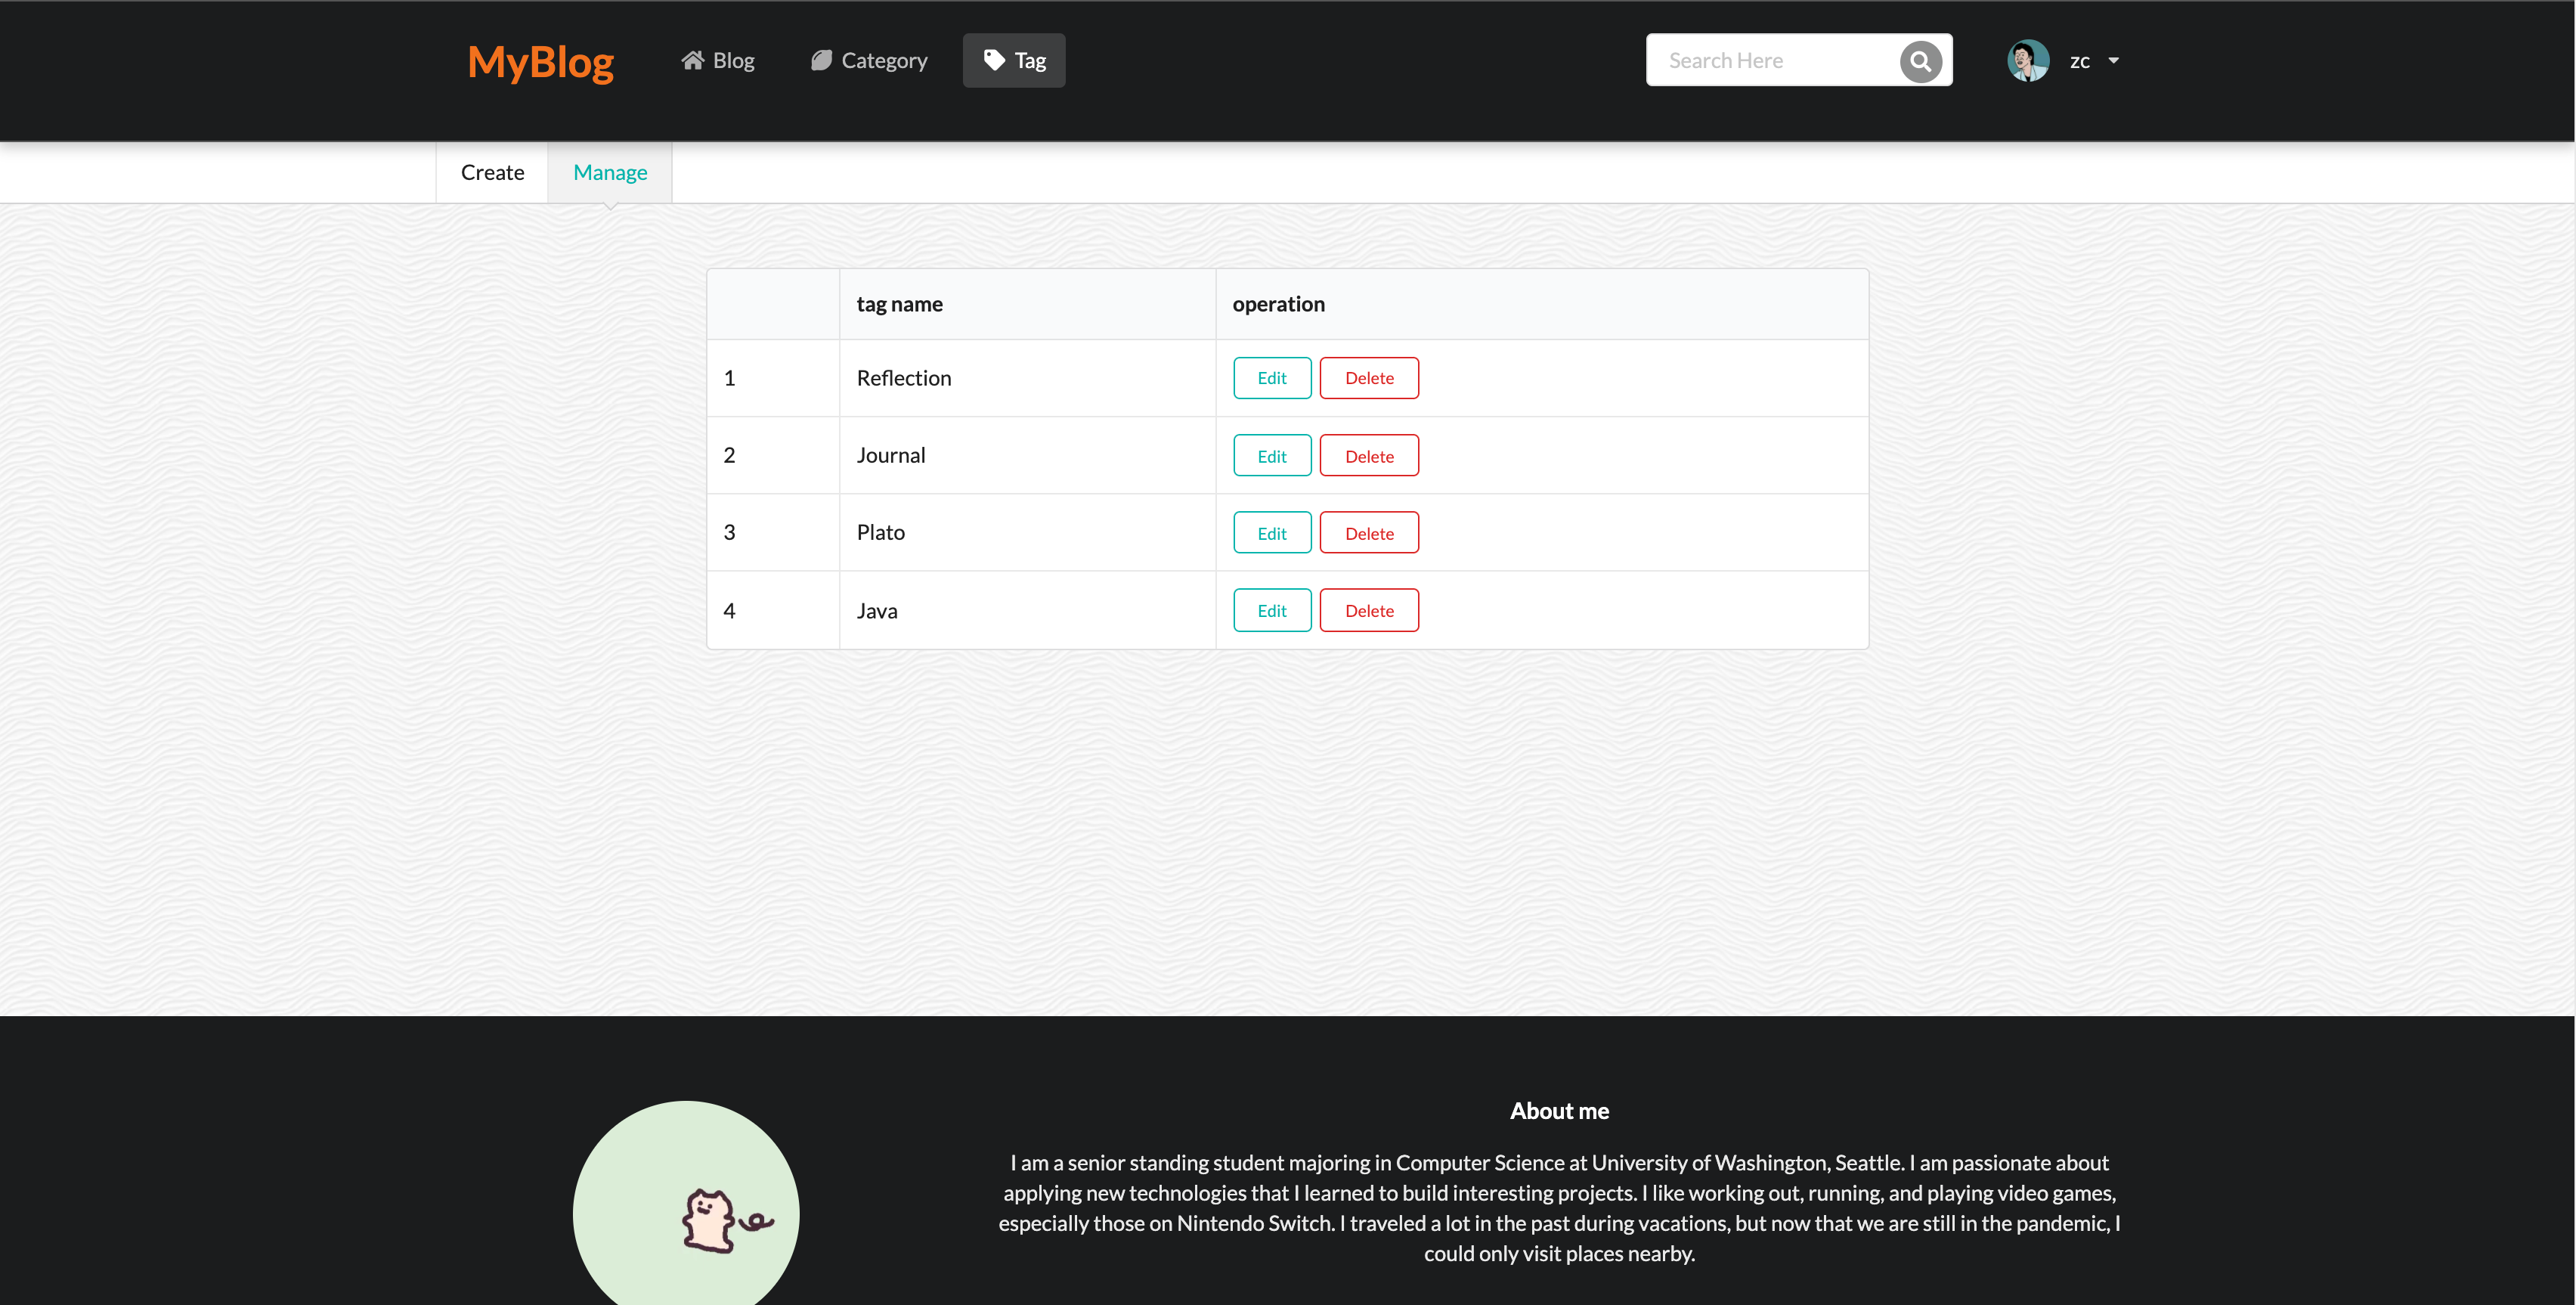 MyBlog
Blog
Category
Tag
Search Here
zc
Create
Manage
tag name
operation
1
Reflection
Edit
Delete
2
Journal
Edit
Delete
3
Plato
Edit
Delete
4
Java
Edit
Delete
About me
I am a senior standing student majoring in Computer Science at University of Washington, Seattle. I am passionate about
applying new technologies that I learned to build interesting projects. I like working out, running, and playing video games,
especially those on Nintendo Switch. I traveled a lot in the past during vacations, but now that we are still in the pandemic, I
could only visit places nearby.